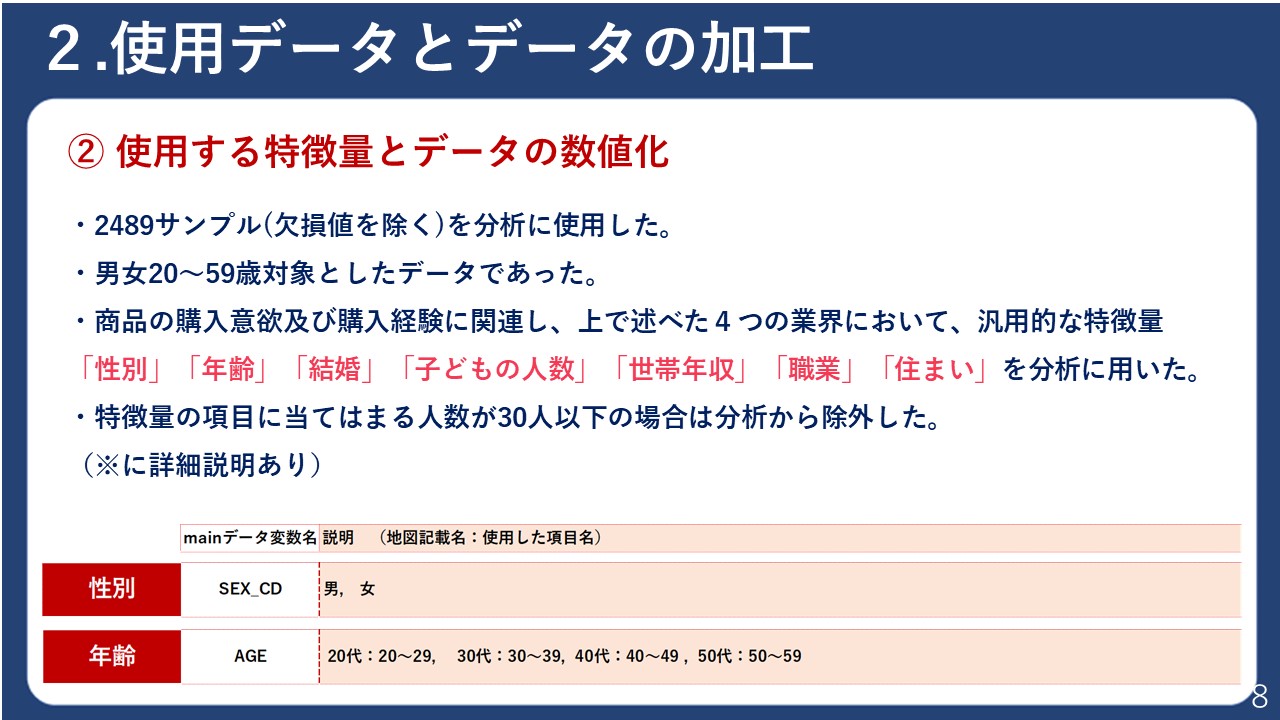 ２.使用データとデータの加工
② 使用する特徴量とデータの数値化
・2489サンプル(欠損値を除く)を分析に使用した。
・男女20～59歳対象としたデータであった。
・商品の購入意欲及び購入経験に関連し、上で述べた４つの業界において、汎用的な特徴量
「性別」「年齢」「結婚」「子どもの人数」「世帯年収」「職業」「住まい」を分析に用いた。
・特徴量の項目に当てはまる人数が30人以下の場合は分析から除外した。
（※に詳細説明あり）
mainデータ変数名 説明　（地図記載名：使用した項目名）
性別 SEX_CD 男,　女
年齢 AGE 20代：20～29,　30代：30～39, 40代：40～49 , 50代：50～59
8